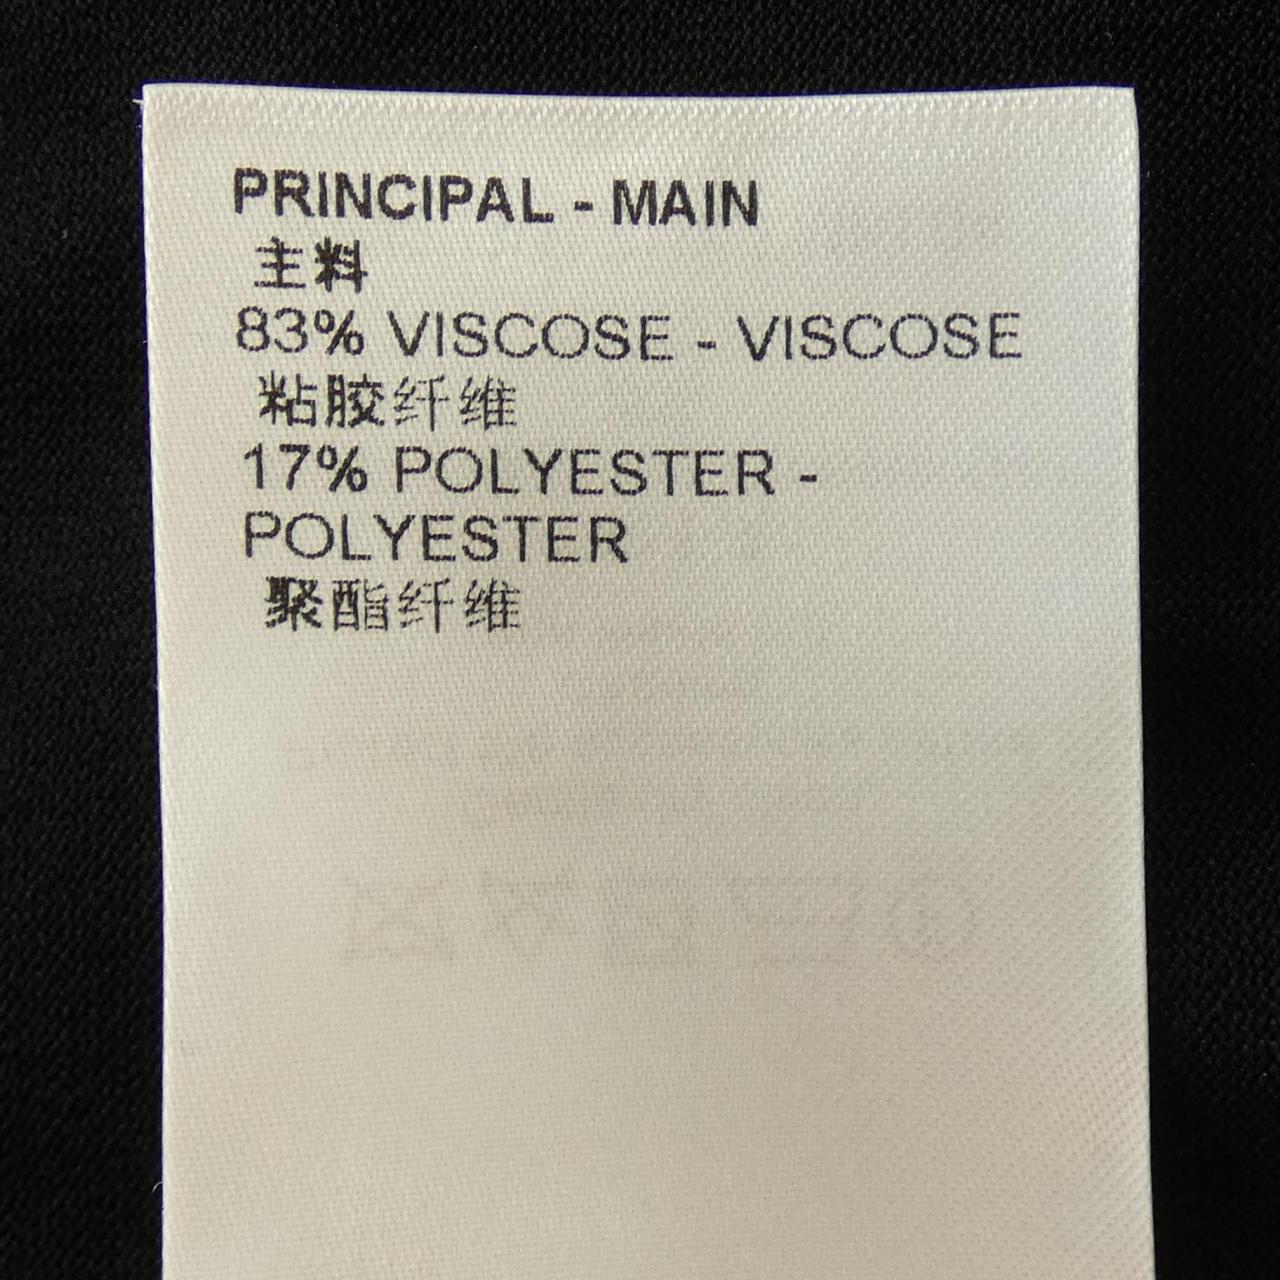 PRINCIPAL - MAIN
主料
83% VISCOSE - VISCOSE
粘胶纤维
17% POLYESTER -
POLYESTER
聚酯纤维